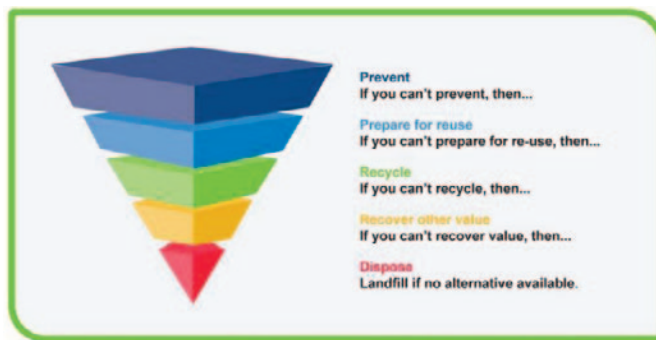 Prevent
If you can't prevent, then...
Prepare for reuse
If you can't prepare for re-use, then...
Recycle
If you can't recycle, then...
Recover other value
If you can't recover value, then...
Dispose
Landfill if no alternative available.